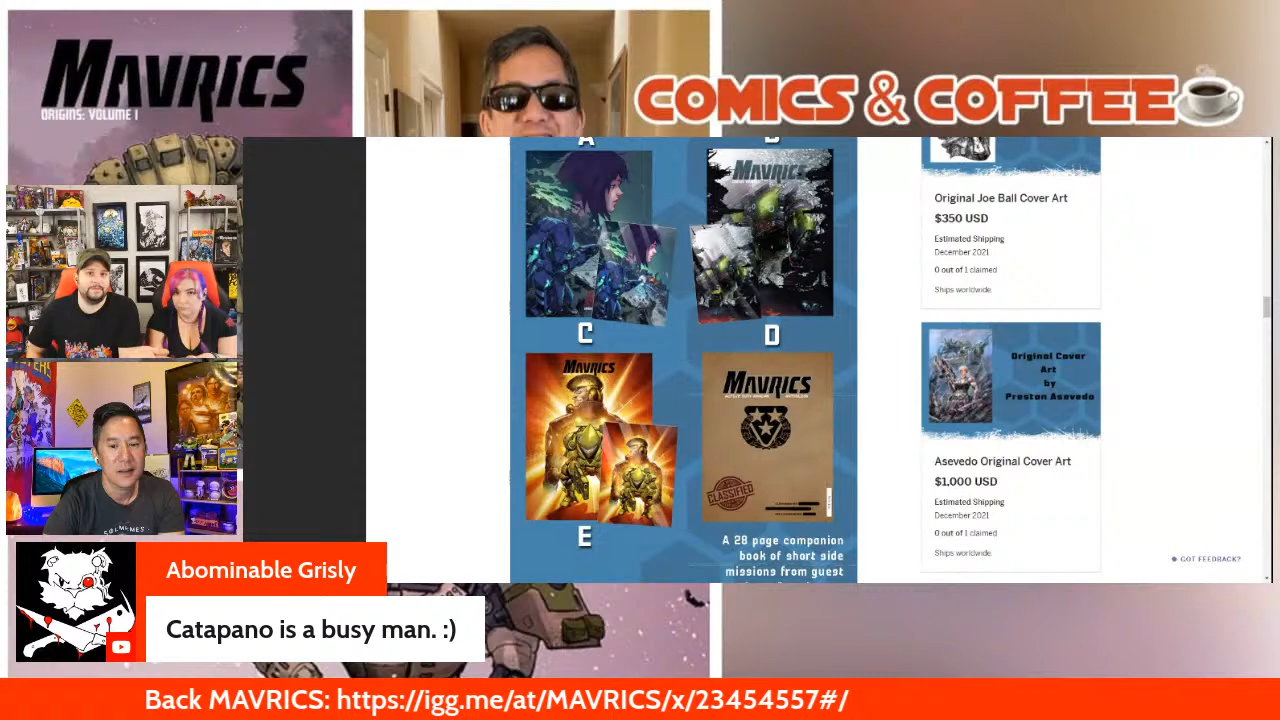 MAVRICS
ORIGINS: VOLUME I
COMICS & COFFEE
A
MAVRICS
C
D
MAVRICS
MAVRICS
CLASSIFIED
E
A 28 page companion
book of short side
missions from guest
Original Joe Ball Cover Art
$350 USD
Estimated Shipping
December 2021
0 out of 1 claimed
Ships worldwide
Original Cover
Art
by
Preston Asevedo
Asevedo Original Cover Art
$1,000 USD
Estimated Shipping
December 2021
0 out of 1 claimed
Ships worldwide
GOT FEEDBACK?
Abominable Grisly
Catapano is a busy man. :)
Back MAVRICS: https://igg.me/at/MAVRICS/x/23454557#/